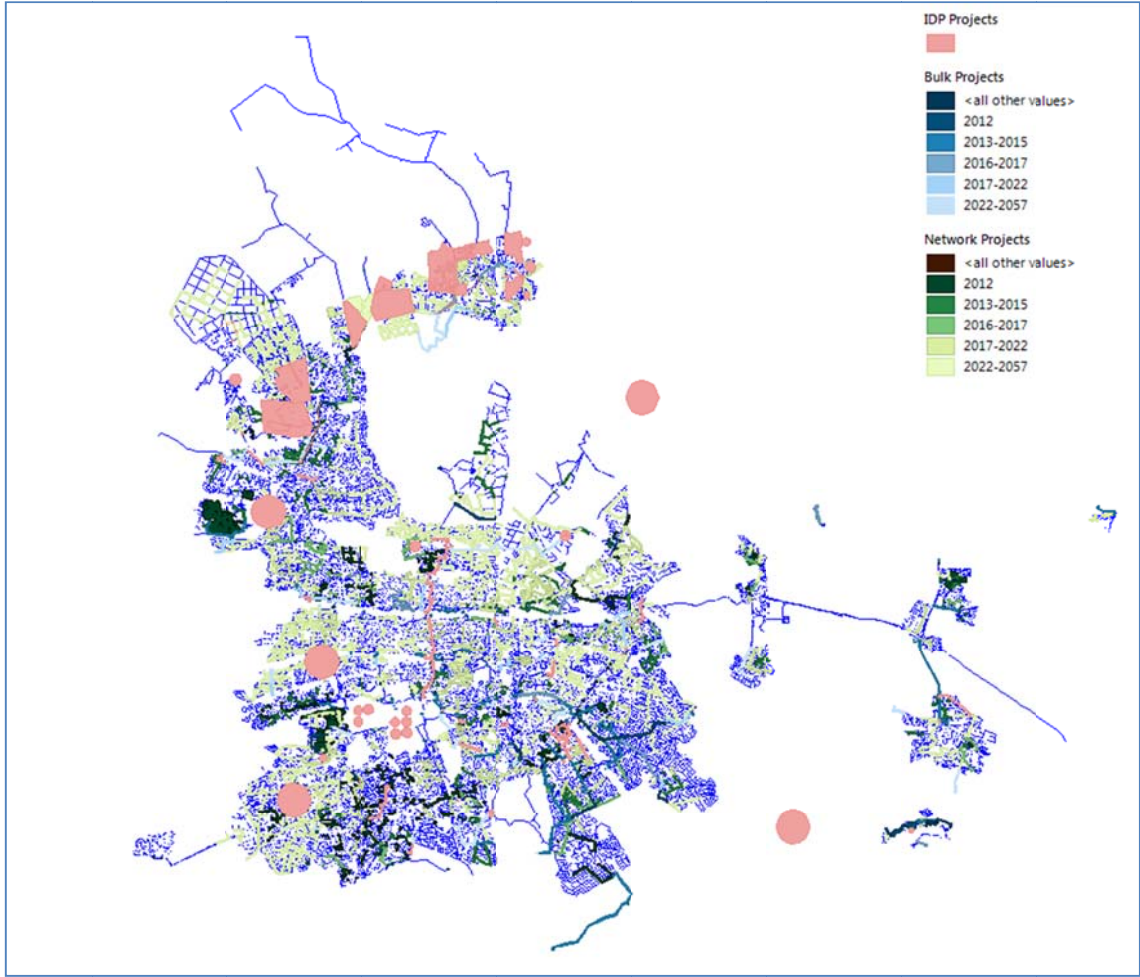 IDP Projects
Bulk Projects
<all other values>
2012
2013-2015
2016-2017
2017-2022
2022-2057
Network Projects
<all other values>
2012
2013-2015
2016-2017
2017-2022
2022-2057